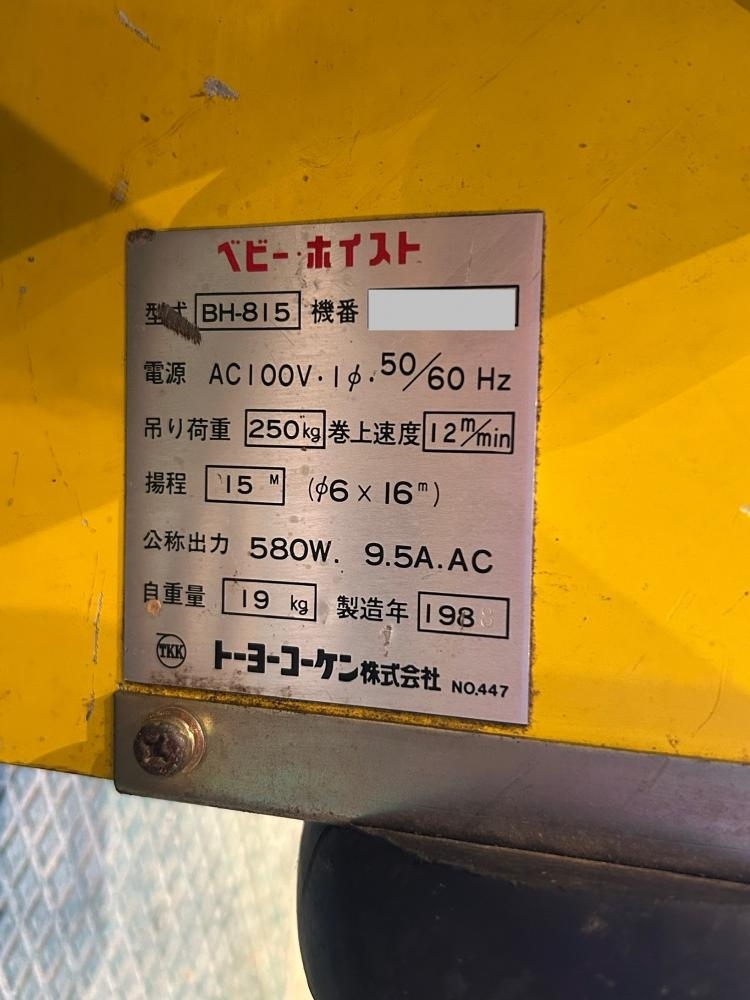 ベビー・ホイスト
型式 BH-815 機番
電源 AC100V・1φ・50/60 Hz
吊り荷重 250kg 巻上速度 12m/min
揚程 15M (φ6×16m)
公称出力 580W. 9.5A.AC
自重量 19kg 製造年 198
TKK トーヨーコーケン株式会社 NO.447